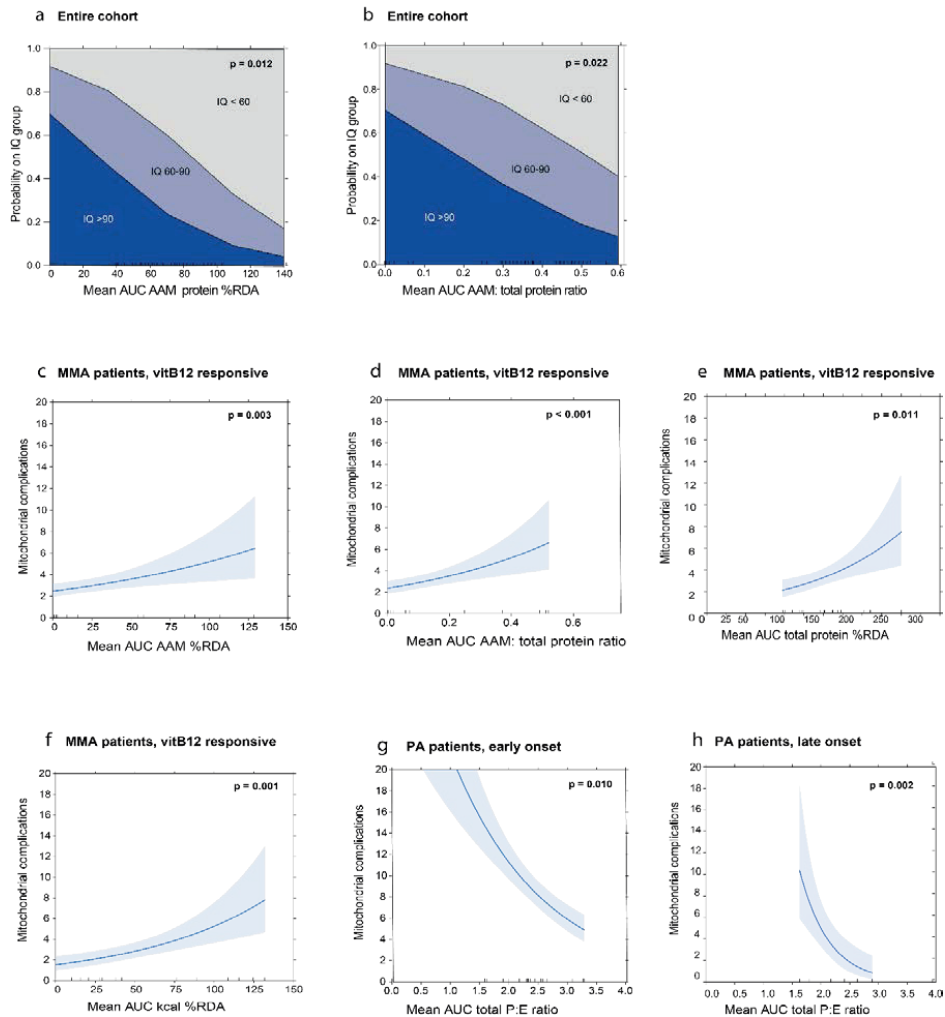 a Entire cohort
b Entire cohort
1.0
0.8
0.6
0.4
0.2
0.0
Probability on IQ group
p = 0.012
IQ < 60
IQ 60-90
IQ >90
0 20 40 60 80 100 120 140
Mean AUC AAM protein %RDA
1.0
0.8
0.6
0.4
0.2
0.0
Probability on IQ group
p = 0.022
IQ < 60
IQ 60-90
IQ >90
0.0 0.1 0.2 0.3 0.4 0.5 0.6
Mean AUC AAM: total protein ratio
c MMA patients, vitB12 responsive
20
18
16
14
12
10
8
6
4
2
0
Mitochondrial complications
p = 0.003
0 25 50 75 100 125 150
Mean AUC AAM %RDA
d MMA patients, vitB12 responsive
20
18
16
14
12
10
8
6
4
2
0
Mitochondrial complications
p < 0.001
0.0 0.2 0.4 0.6
Mean AUC AAM: total protein ratio
e MMA patients, vitB12 responsive
20
18
16
14
12
10
8
6
4
2
0
Mitochondrial complications
p = 0.011
0 25 50 100 150 200 250 300
Mean AUC total protein %RDA
f MMA patients, vitB12 responsive
20
18
16
14
12
10
8
6
4
2
0
Mitochondrial complications
p = 0.001
0 25 50 75 100 125 150
Mean AUC kcal %RDA
g PA patients, early onset
20
18
16
14
12
10
8
6
4
2
0
Mitochondrial complications
p = 0.010
0.0 0.5 1.0 1.5 2.0 2.5 3.0 3.5 4.0
Mean AUC total P:E ratio
h PA patients, late onset
20
18
16
14
12
10
8
6
4
2
0
Mitochondrial complications
p = 0.002
0.0 0.5 1.0 1.5 2.0 2.5 3.0 3.5 4.0
Mean AUC total P:E ratio